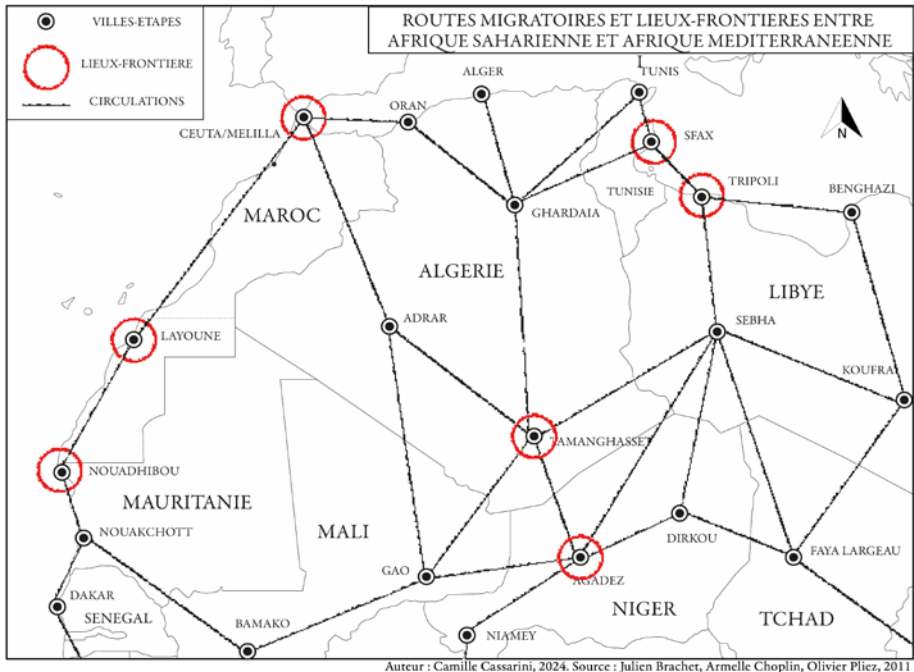 VILLES-ETAPES
LIEUX-FRONTIERE
CIRCULATIONS
ROUTES MIGRATOIRES ET LIEUX-FRONTIERES ENTRE
AFRIQUE SAHARIENNE ET AFRIQUE MEDITERRANEENNE
ALGER
TUNIS
ORAN
CEUTA/MELILLA
SFAX
N
TUNISIE
TRIPOLI
BENGHAZI
MAROC
GHARDAIA
ALGERIE
LIBYE
ADRAR
SEBHA
LAYOUNE
KOUFRA
TAMANGHASSET
NOUADHIBOU
MAURITANIE
MALI
NOUAKCHOTT
DIRKOU
FAYA LARGEAU
GAO
AGADEZ
DAKAR
SENEGAL
BAMAKO
NIAMEY
NIGER
TCHAD
Auteur : Camille Cassarini, 2024. Source : Julien Brachet, Armelle Choplin, Olivier Pliez, 2011